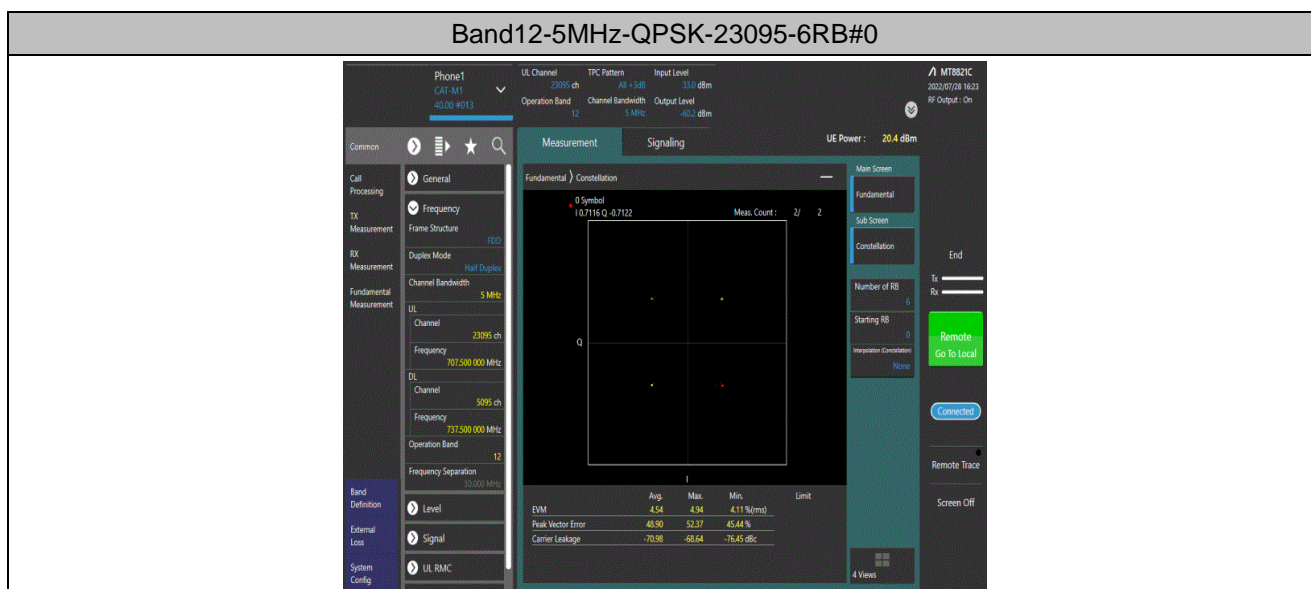 Band12-5MHz-QPSK-23095-6RB#0
Phone1
CAT-M1
40.00 #013
UL Channel
23095 ch
TPC Pattern
All +3dB
Input Level
33.0 dBm
Operation Band
12
Channel Bandwidth
5 MHz
Output Level
-60.2 dBm
MT8821C
2022/07/28 16:23
RF Output : On
Common
Measurement
Signaling
UE Power : 20.4 dBm
Call
Processing
TX
Measurement
RX
Measurement
Fundamental
Measurement
Band
Definition
External
Loss
System
Config
General
Frequency
Frame Structure
FDD
Duplex Mode
Half Duplex
Channel Bandwidth
5 MHz
UL
Channel
23095 ch
Frequency
707.500 000 MHz
DL
Channel
5095 ch
Frequency
737.500 000 MHz
Operation Band
12
Frequency Separation
30.000 MHz
Level
Signal
UL RMC
Fundamental Constellation
0 Symbol
I 0.7116 Q -0.7122
Meas. Count : 2/ 2
Q
I
Avg. Max. Min. Limit
EVM 4.54 4.94 4.11 %(rms)
Peak Vector Error 48.90 52.37 45.44 %
Carrier Leakage -70.98 -68.64 -76.45 dBc
Main Screen
Fundamental
Sub Screen
Constellation
Number of RB
6
Starting RB
0
Interpolation (Constellation)
None
4 Views
End
Tx
Rx
Remote
Go To Local
Connected
Remote Trace
Screen Off